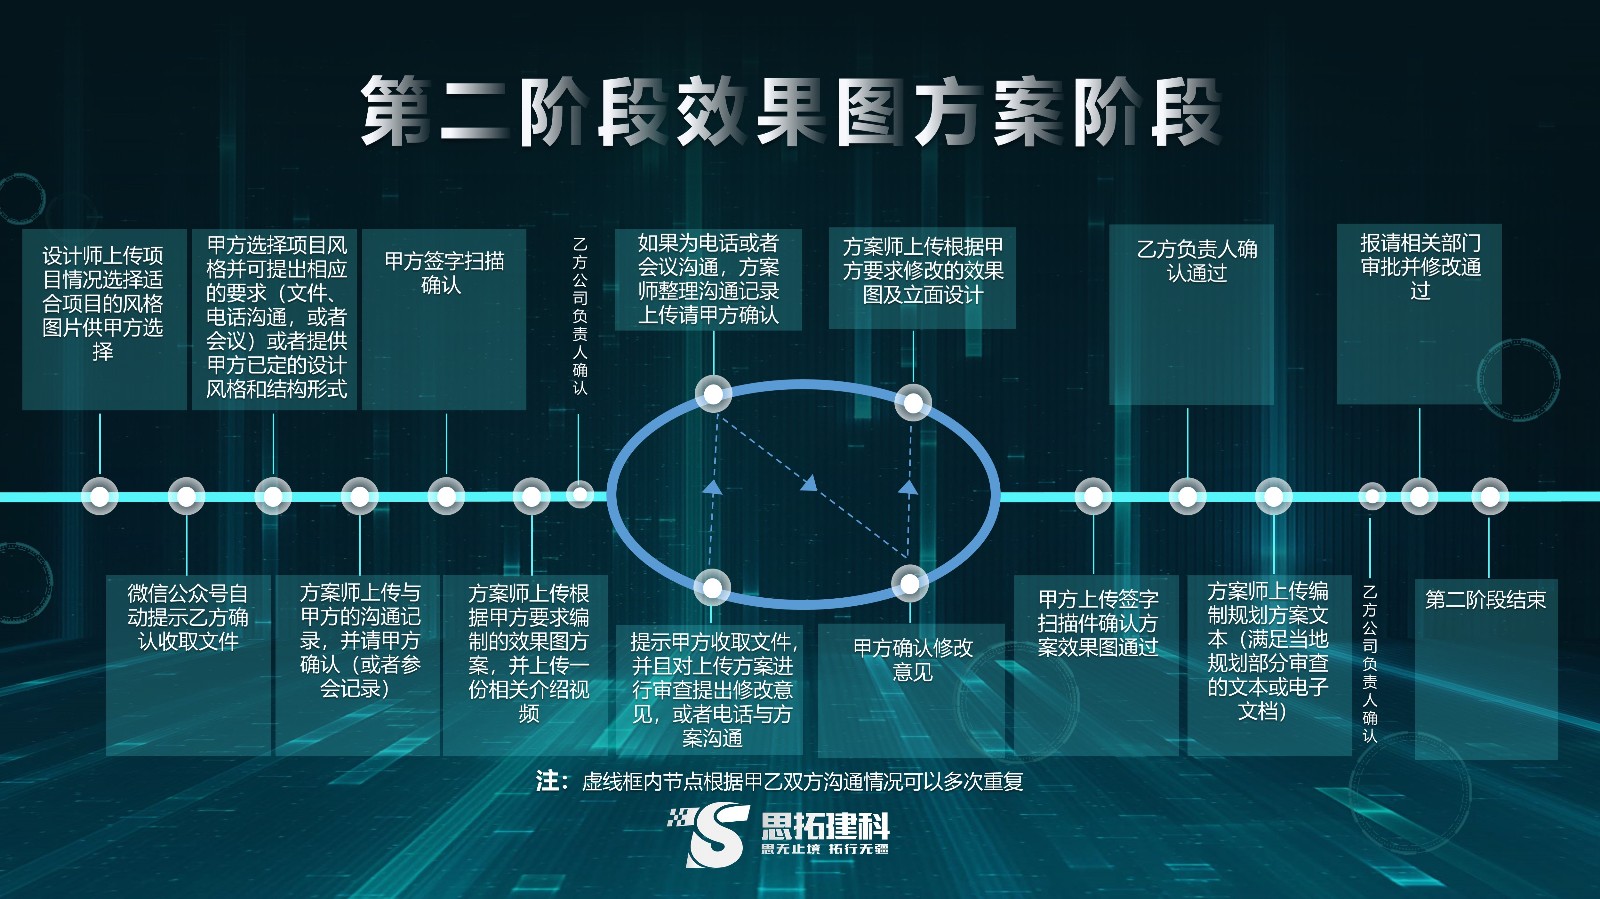 第二阶段效果图方案阶段
设计师上传项
目情况选择适
合项目的风格
图片供甲方选
择
甲方选择项目风
格并可提出相应
的要求（文件、
电话沟通，或者
会议）或者提供
甲方已定的设计
风格和结构形式
甲方签字扫描
确认
乙方公司负责人确认
如果为电话或者
会议沟通，方案
师整理沟通记录
上传请甲方确认
方案师上传根据甲
方要求修改的效果
图及立面设计
乙方负责人确
认通过
报请相关部门
审批并修改通
过
微信公众号自
动提示乙方确
认收取文件
方案师上传与
甲方的沟通记
录，并请甲方
确认（或者参
会记录）
方案师上传根
据甲方要求编
制的效果图方
案，并上传一
份相关介绍视
频
提示甲方收取文件，
并且对上传方案进
行审查提出修改意
见，或者电话与方
案沟通
甲方确认修改
意见
甲方上传签字
扫描件确认方
案效果图通过
方案师上传编
制规划方案文
本（满足当地
规划部分审查
的文本或电子
文档）
乙方公司负责人确认
第二阶段结束
注：虚线框内节点根据甲乙双方沟通情况可以多次重复
思拓建科
思无止境 拓行无疆